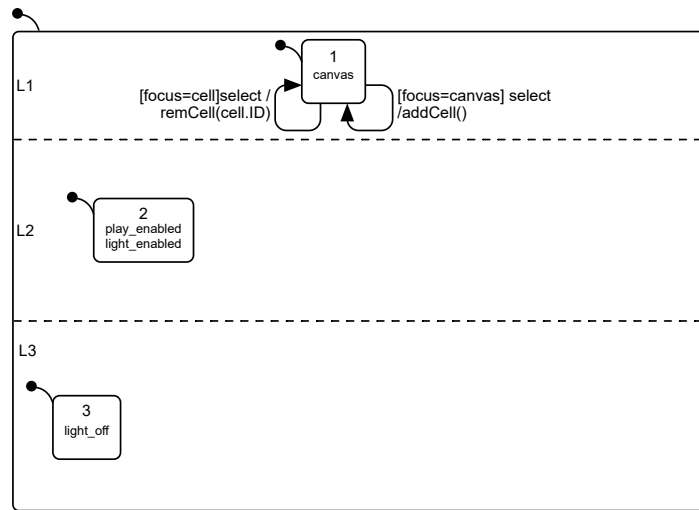 1
canvas
L1
[focus=cell]select /
remCell(cell.ID)
[focus=canvas] select
/addCell()
L2
2
play_enabled
light_enabled
L3
3
light_off